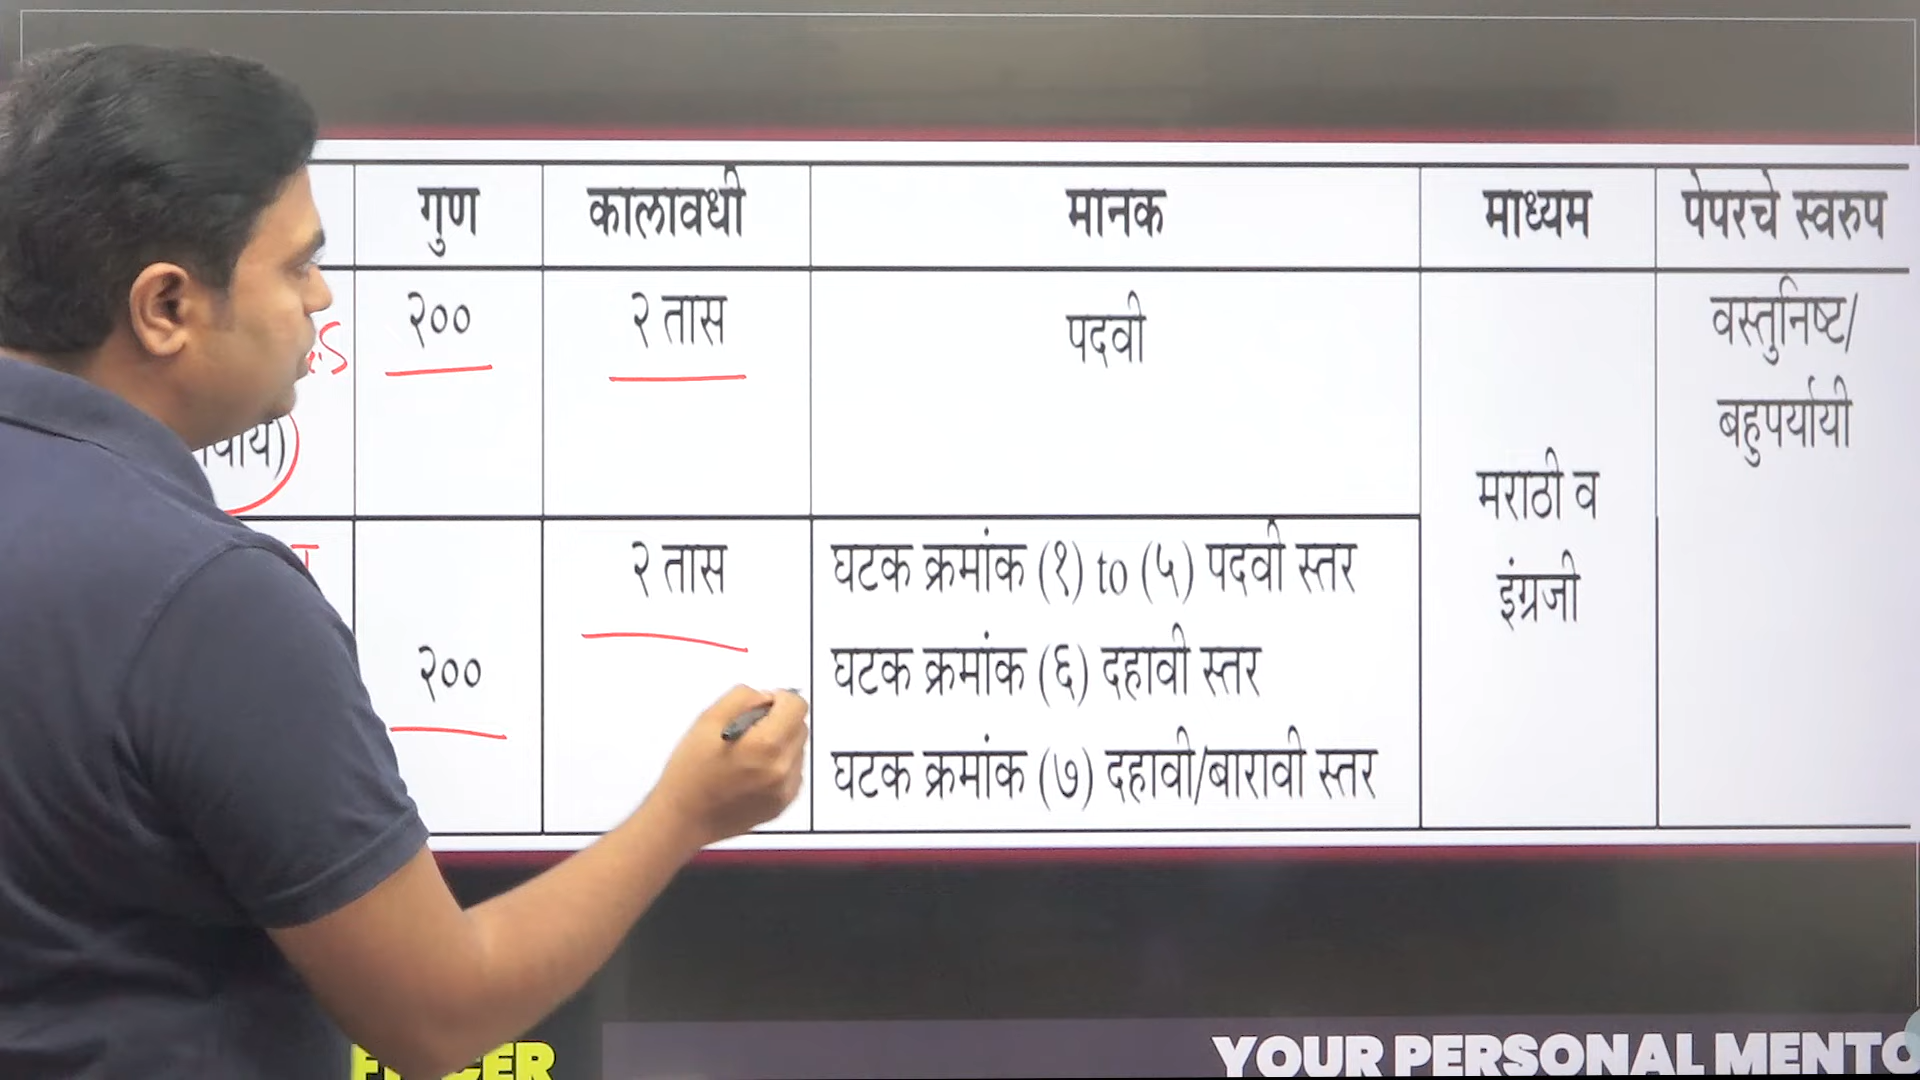 गुण
कालावधी
मानक
माध्यम
पेपरचे स्वरुप
२००
२ तास
पदवी
वस्तुनिष्ट/
बहुपर्यायी
मराठी व
इंग्रजी
२००
२ तास
घटक क्रमांक (१) to (५) पदवी स्तर
घटक क्रमांक (६) दहावी स्तर
घटक क्रमांक (७) दहावी/बारावी स्तर
YOUR PERSONAL MENTO